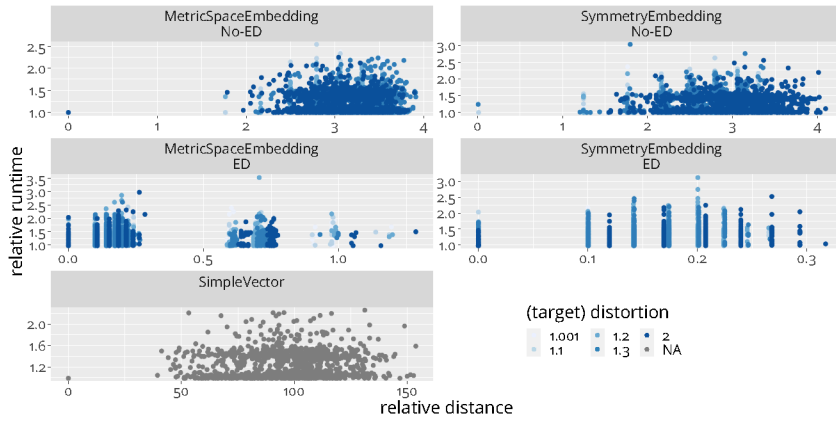 MetricSpaceEmbedding
No-ED
SymmetryEmbedding
No-ED
2.5
2.0
1.5
1.0
0 1 2 3 4
3.0
2.5
2.0
1.5
1.0
0 1 2 3 4
MetricSpaceEmbedding
ED
SymmetryEmbedding
ED
3.5
3.0
2.5
2.0
1.5
1.0
0.0 0.5 1.0
3.0
2.5
2.0
1.5
1.0
0.0 0.1 0.2 0.3
SimpleVector
2.0
1.6
1.2
0 50 100 150
relative runtime
relative distance
(target) distortion
1.001 1.2 2
1.1 1.3 NA